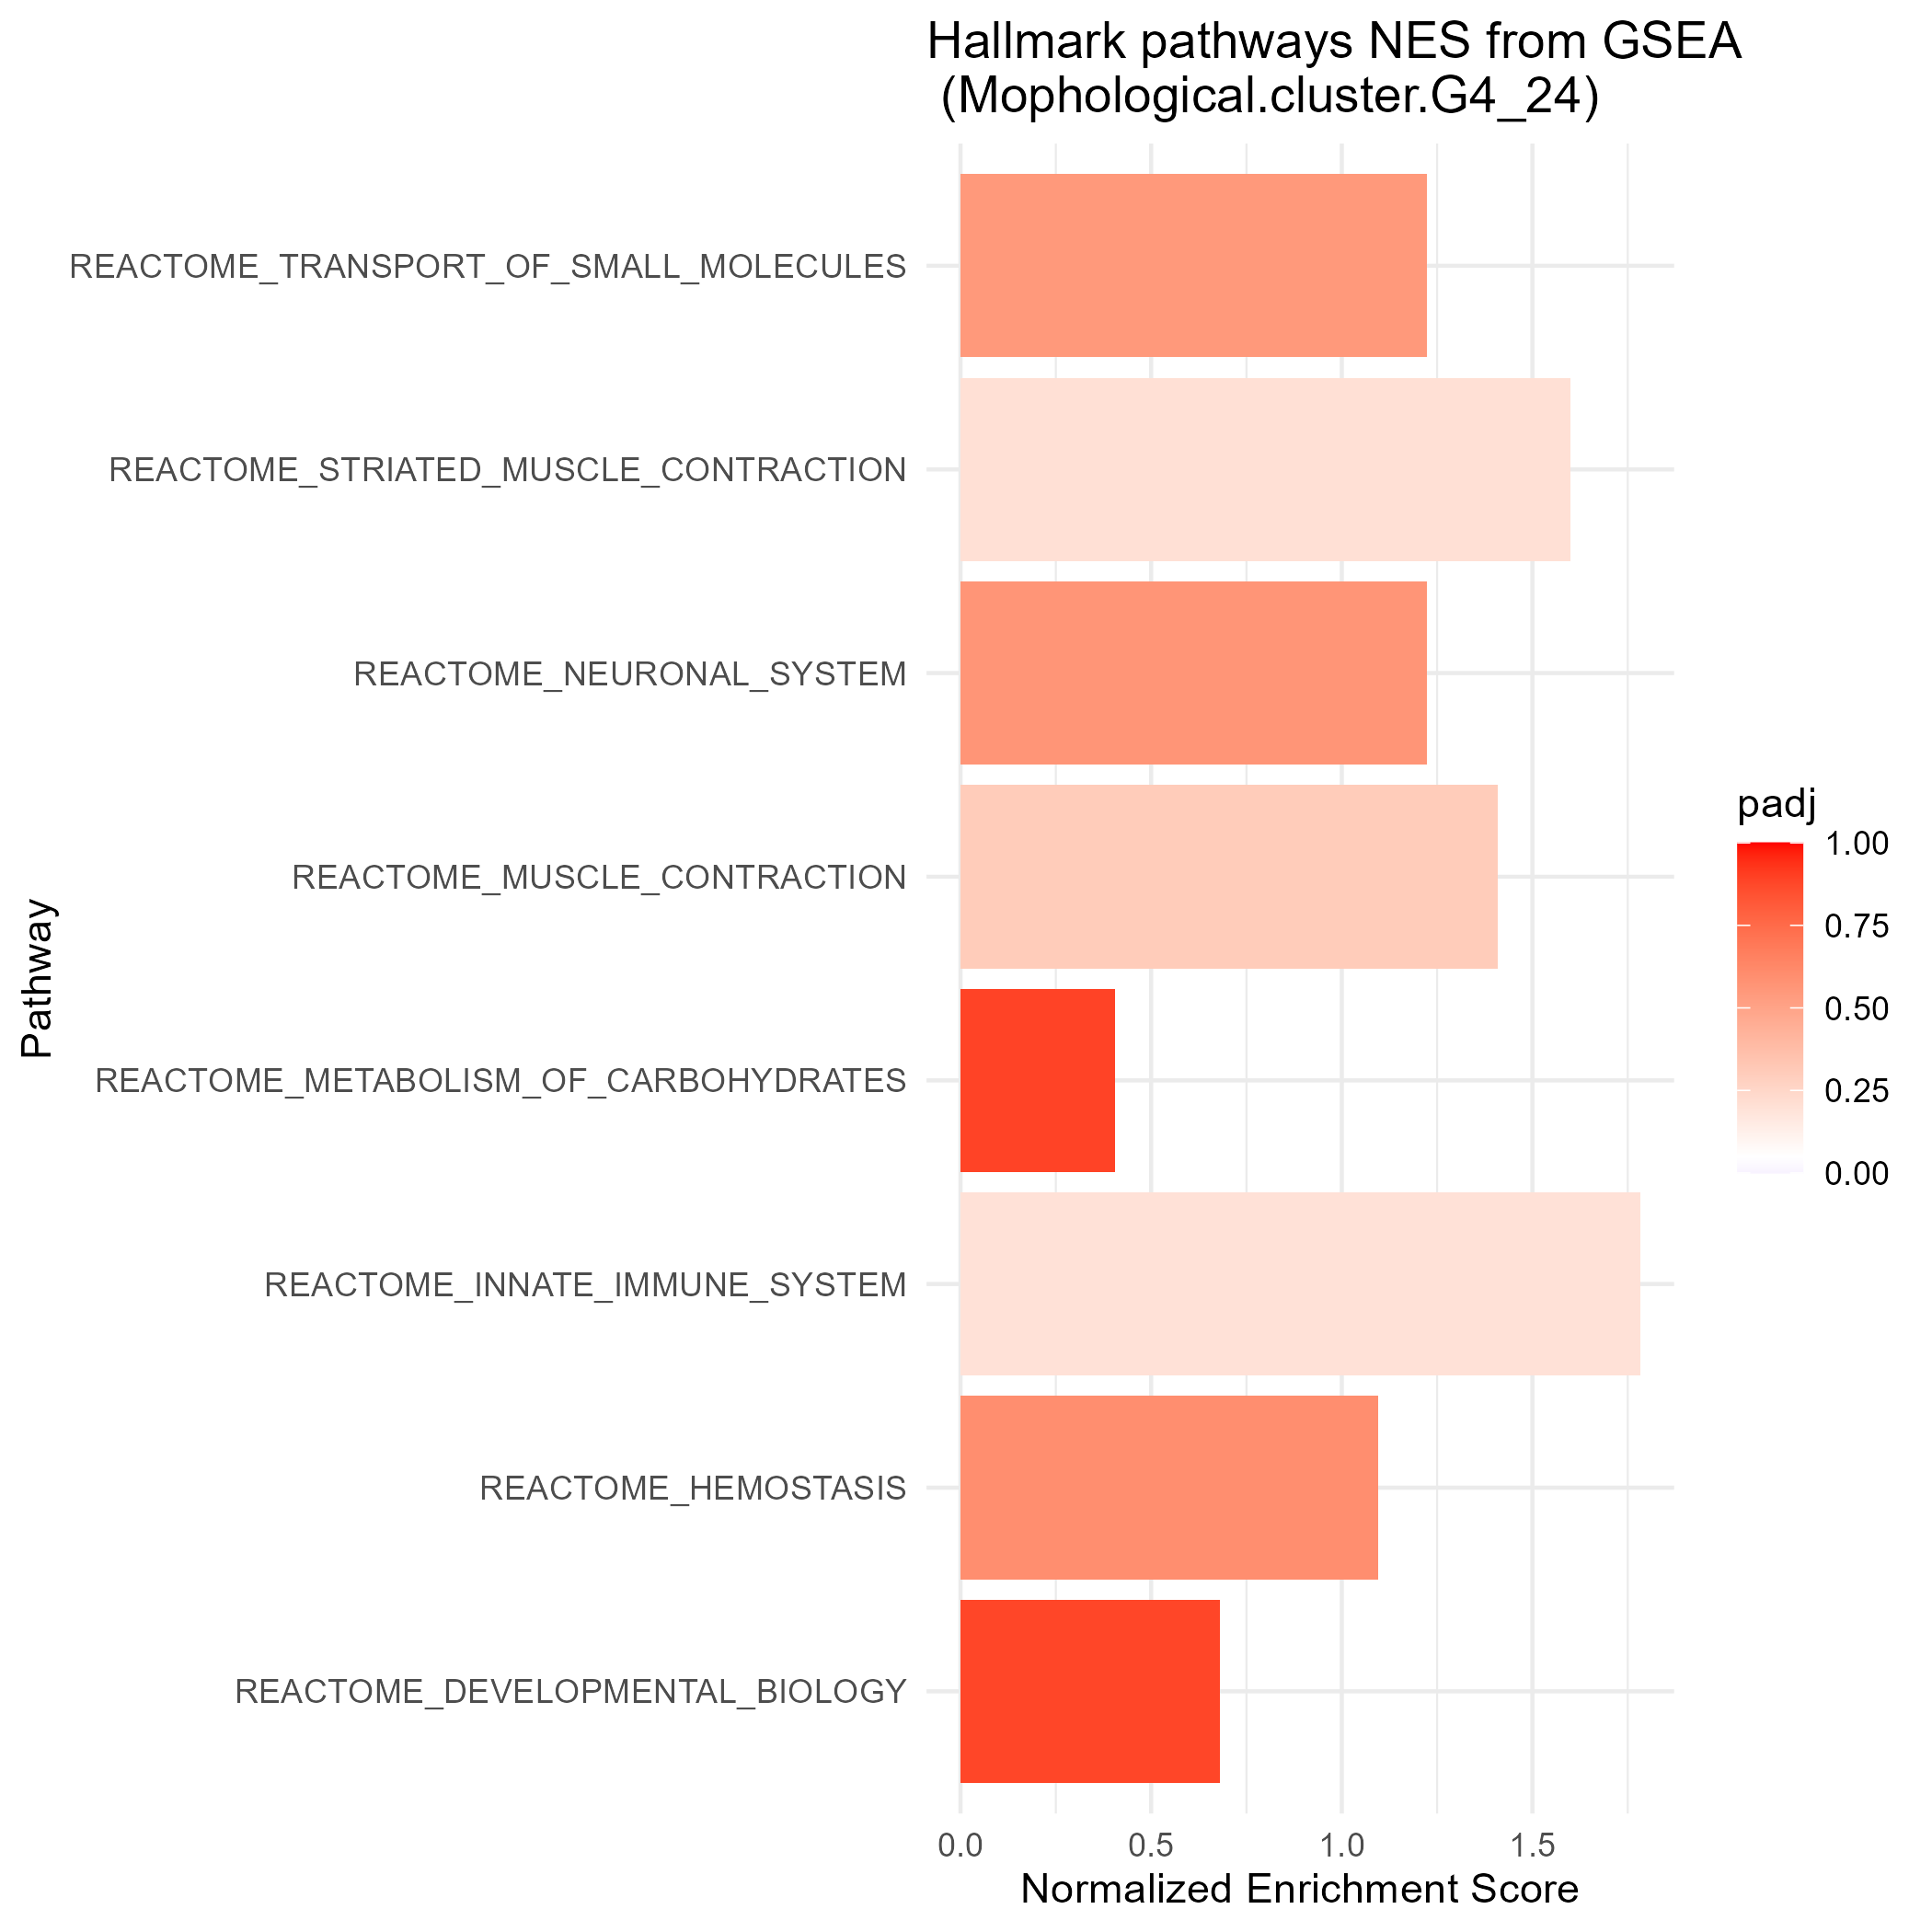 Hallmark pathways NES from GSEA
(Mophological.cluster.G4_24)
REACTOME_TRANSPORT_OF_SMALL_MOLECULES
REACTOME_STRIATED_MUSCLE_CONTRACTION
REACTOME_NEURONAL_SYSTEM
REACTOME_MUSCLE_CONTRACTION
REACTOME_METABOLISM_OF_CARBOHYDRATES
REACTOME_INNATE_IMMUNE_SYSTEM
REACTOME_HEMOSTASIS
REACTOME_DEVELOPMENTAL_BIOLOGY
Pathway
0.0 0.5 1.0 1.5
Normalized Enrichment Score
padj
1.00
0.75
0.50
0.25
0.00